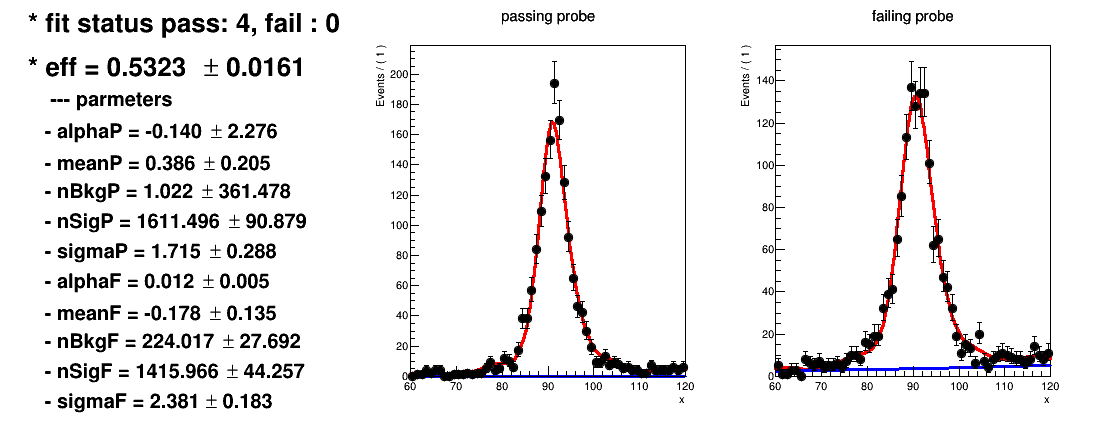 * fit status pass: 4, fail : 0
* eff = 0.5323 ± 0.0161
--- parmeters
- alphaP = -0.140 ± 2.276
- meanP = 0.386 ± 0.205
- nBkgP = 1.022 ± 361.478
- nSigP = 1611.496 ± 90.879
- sigmaP = 1.715 ± 0.288
- alphaF = 0.012 ± 0.005
- meanF = -0.178 ± 0.135
- nBkgF = 224.017 ± 27.692
- nSigF = 1415.966 ± 44.257
- sigmaF = 2.381 ± 0.183
passing probe
Events / ( 1 )
200
180
160
140
120
100
80
60
40
20
0
60 70 80 90 100 110 120
x
failing probe
Events / ( 1 )
140
120
100
80
60
40
20
0
60 70 80 90 100 110 120
x